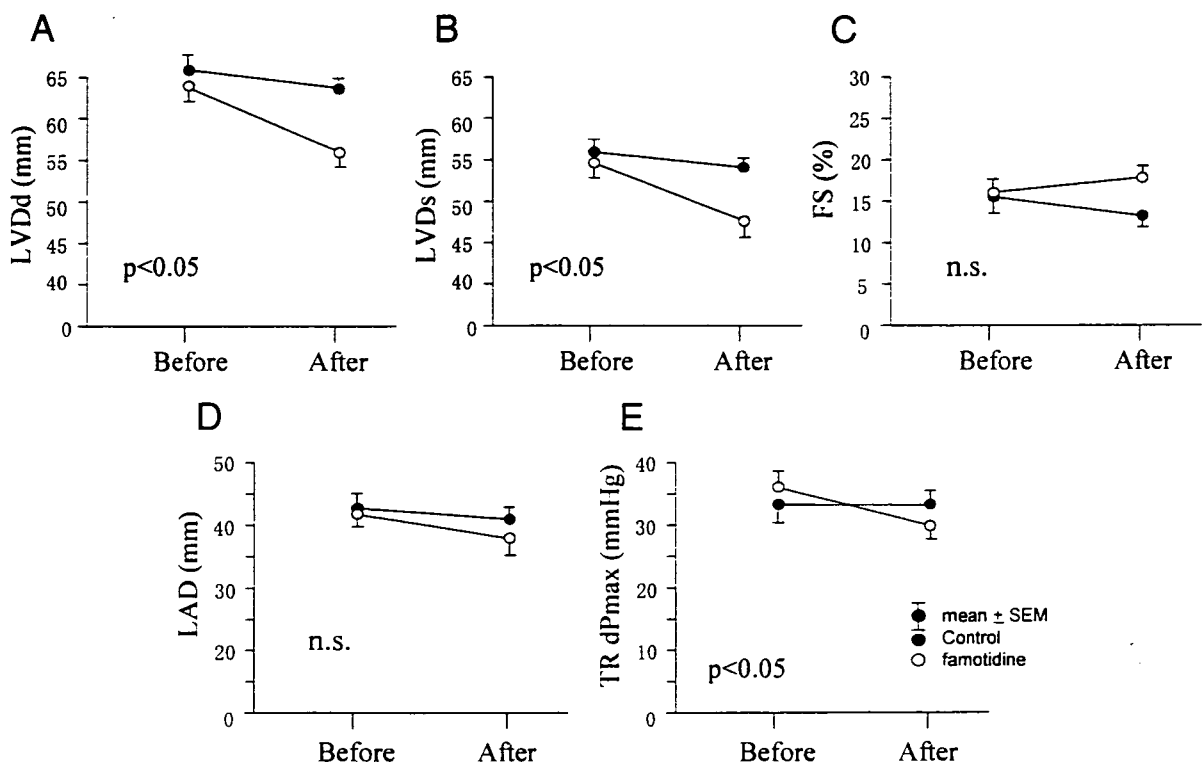 A
LVDd (mm)
65
60
55
50
45
40
0
p<0.05
Before After
B
LVDs (mm)
65
60
55
50
45
40
0
p<0.05
Before After
C
FS (%)
30
25
20
15
10
5
0
n.s.
Before After
D
LAD (mm)
50
40
30
20
0
n.s.
Before After
E
TR dPmax (mmHg)
40
30
20
10
0
p<0.05
mean ± SEM
Control
famotidine
Before After